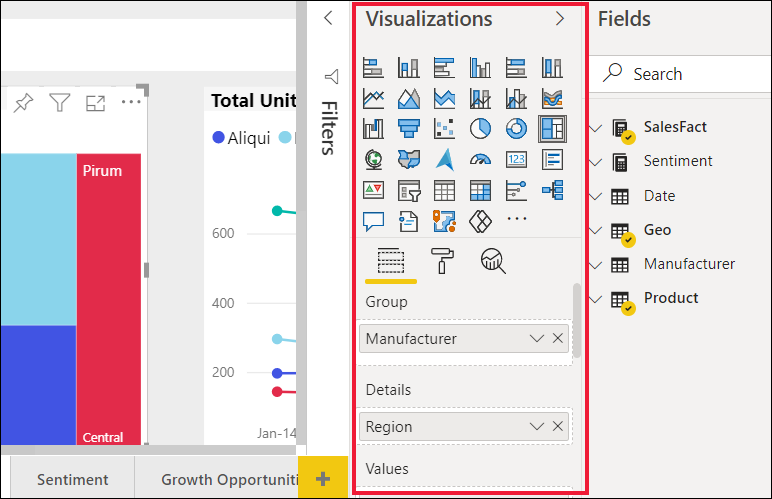 Pirum
Central
Total Unit
Aliqui
600
400
200
Jan-14
Sentiment
Growth Opportuniti
+
Filters
Visualizations
123
Group
Manufacturer
Details
Region
Values
Fields
Search
SalesFact
Sentiment
Date
Geo
Manufacturer
Product